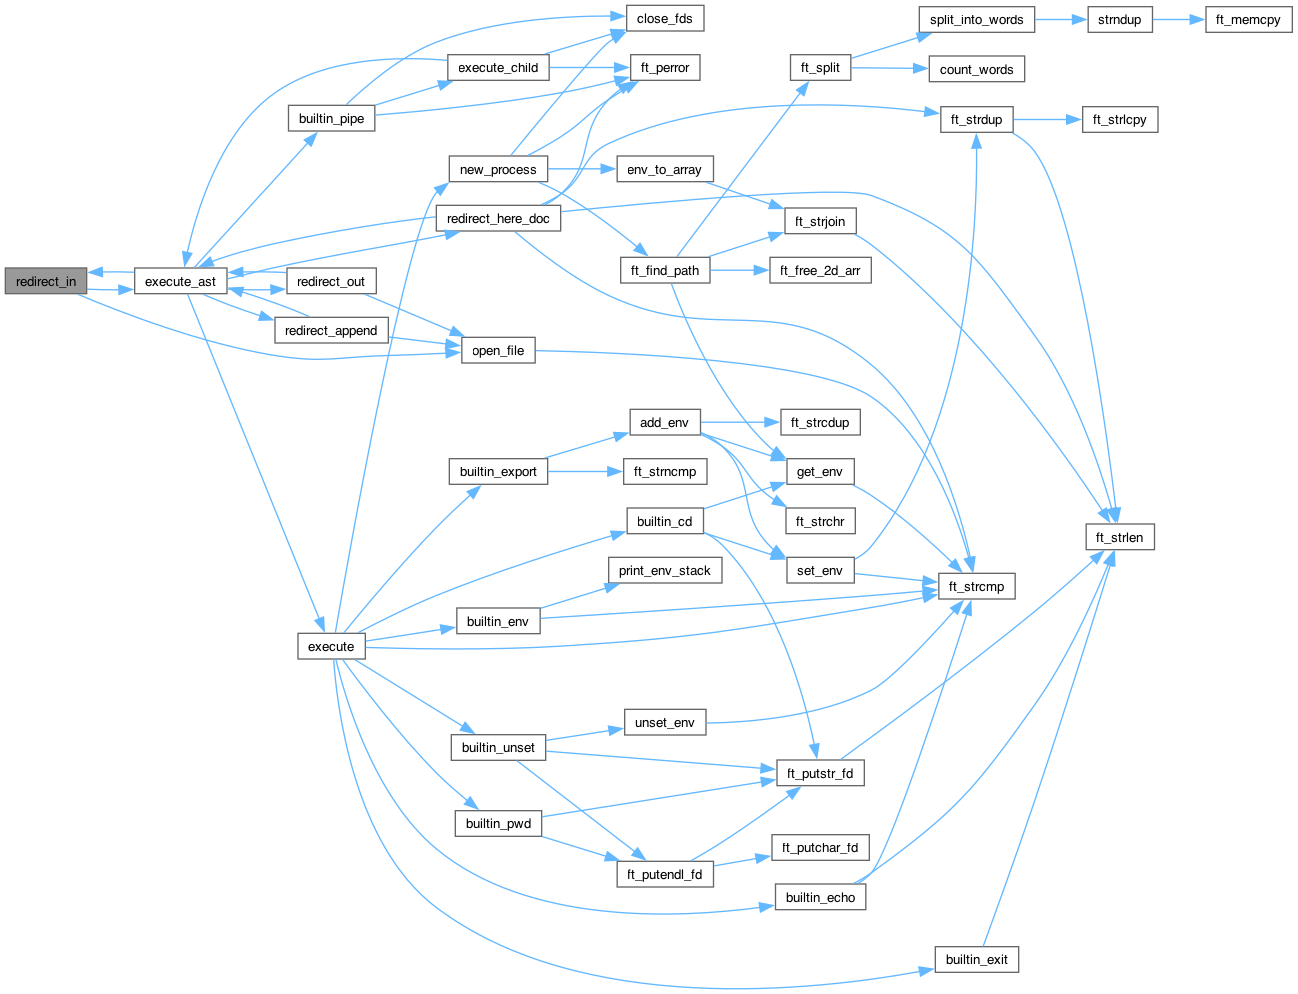 close_fds
split_into_words
strndup
ft_memcpy
execute_child
ft_perror
ft_split
count_words
builtin_pipe
ft_strdup
ft_strlcpy
new_process
env_to_array
redirect_here_doc
ft_strjoin
ft_find_path
ft_free_2d_arr
redirect_in
execute_ast
redirect_out
redirect_append
open_file
add_env
ft_strcdup
builtin_export
ft_strncmp
get_env
builtin_cd
ft_strchr
ft_strlen
print_env_stack
set_env
ft_strcmp
builtin_env
execute
unset_env
builtin_unset
ft_putstr_fd
builtin_pwd
ft_putchar_fd
ft_putendl_fd
builtin_echo
builtin_exit